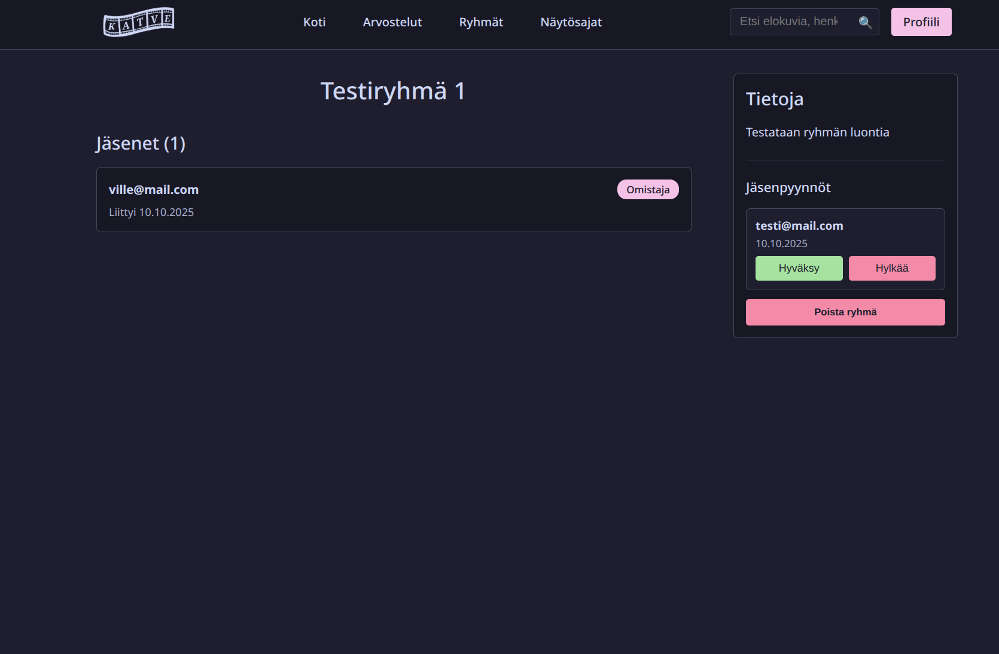 KATVE
Koti
Arvostelut
Ryhmät
Näytösajat
Etsi elokuvia, henk
Profiili
Testiryhmä 1
Jäsenet (1)
ville@mail.com
Omistaja
Liittyi 10.10.2025
Tietoja
Testataan ryhmän luontia
Jäsenpyynnöt
testi@mail.com
10.10.2025
Hyväksy
Hylkää
Poista ryhmä